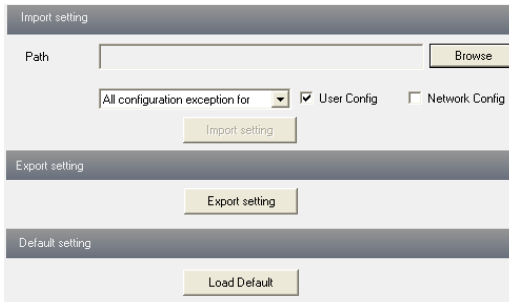 Import setting
Path Browse
All configuration exception for User Config Network Config
Import setting
Export setting
Export setting
Default setting
Load Default